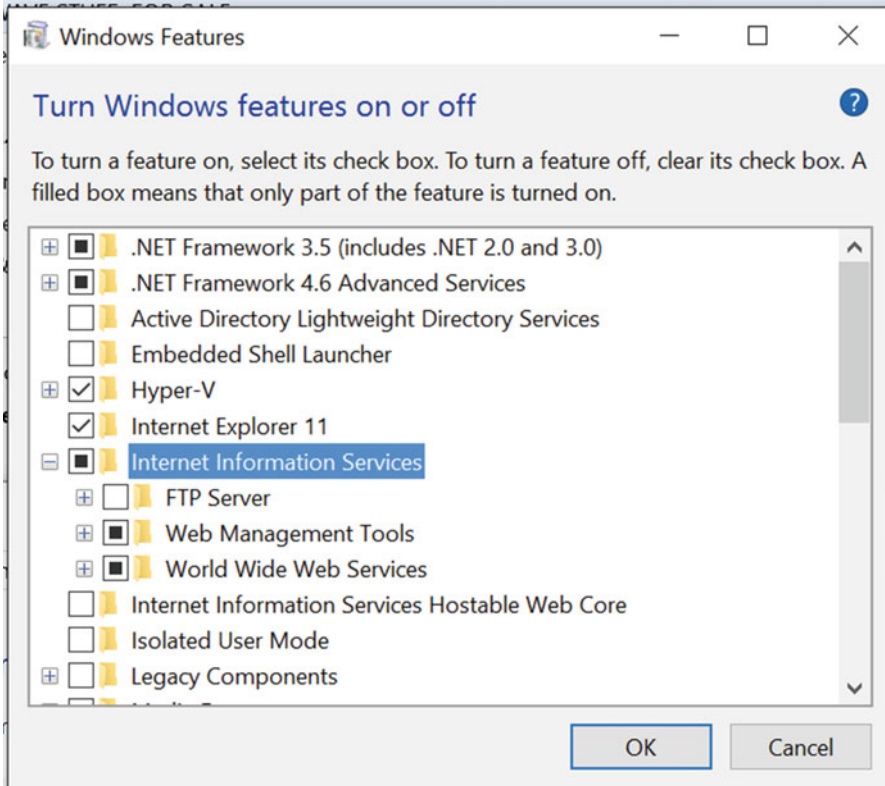 Windows Features
Turn Windows features on or off
To turn a feature on, select its check box. To turn a feature off, clear its check box. A
filled box means that only part of the feature is turned on.
.NET Framework 3.5 (includes .NET 2.0 and 3.0)
.NET Framework 4.6 Advanced Services
Active Directory Lightweight Directory Services
Embedded Shell Launcher
Hyper-V
Internet Explorer 11
Internet Information Services
FTP Server
Web Management Tools
World Wide Web Services
Internet Information Services Hostable Web Core
Isolated User Mode
Legacy Components
OK
Cancel